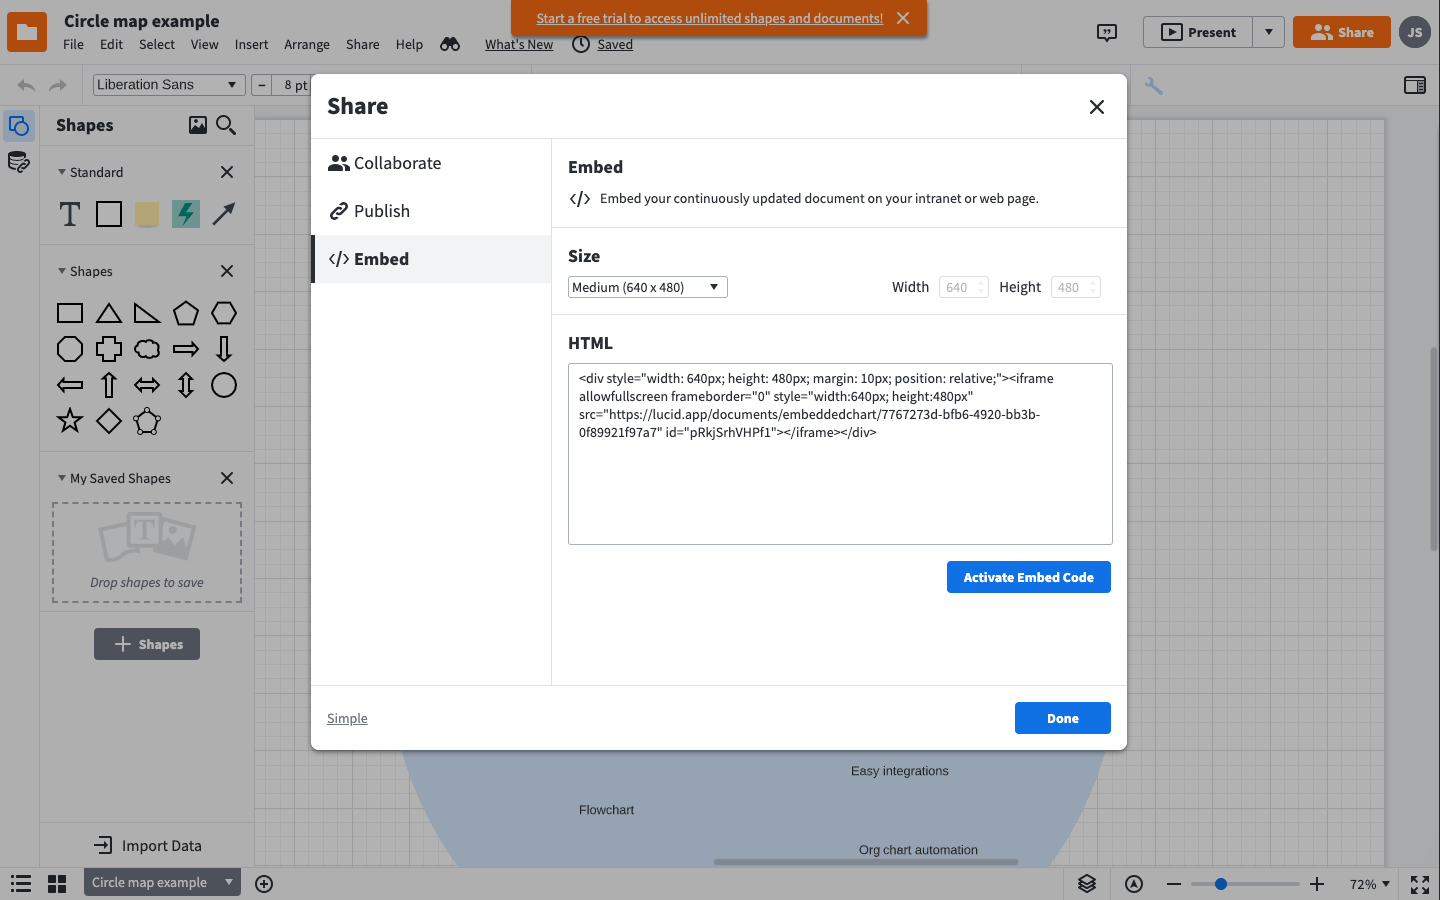 Circle map example
Start a free trial to access unlimited shapes and documents!
File Edit Select View Insert Arrange Share Help What's New Saved
Present
Share
JS
Liberation Sans
8 pt
Shapes
Standard
T
Shapes
My Saved Shapes
T
Drop shapes to save
Shapes
Import Data
Share
Collaborate
Publish
</> Embed
Embed
</> Embed your continuously updated document on your intranet or web page.
Size
Medium (640 x 480)
Width 640 Height 480
HTML
<div style="width: 640px; height: 480px; margin: 10px; position: relative;"><iframe
allowfullscreen frameborder="0" style="width:640px; height:480px"
src="https://lucid.app/documents/embeddedchart/7767273d-bfb6-4920-bb3b-
0f89921f97a7" id="pRkjSrhVHPf1"></iframe></div>
Activate Embed Code
Simple
Done
Easy integrations
Flowchart
Org chart automation
Circle map example
72%